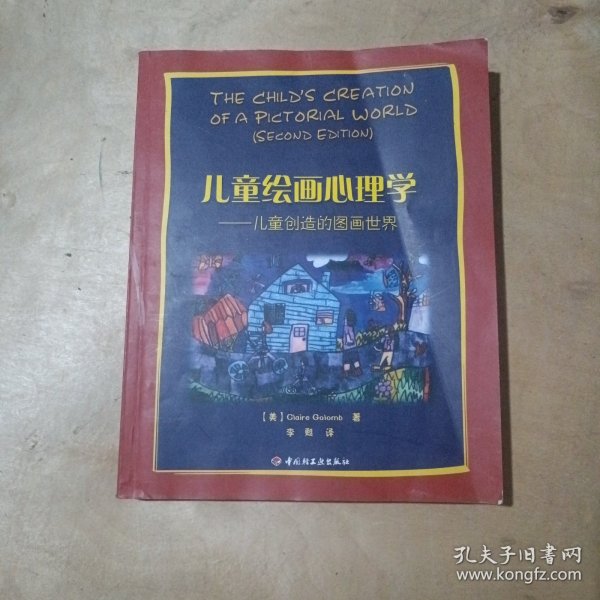 THE CHILD'S CREATION
OF A PICTORIAL WORLD
(SECOND EDITION)
儿童绘画心理学
——儿童创造的图画世界
【美】Claire Golomb 著
李甦 译
中国轻工业出版社
孔夫子旧书网
www.kongfz.com